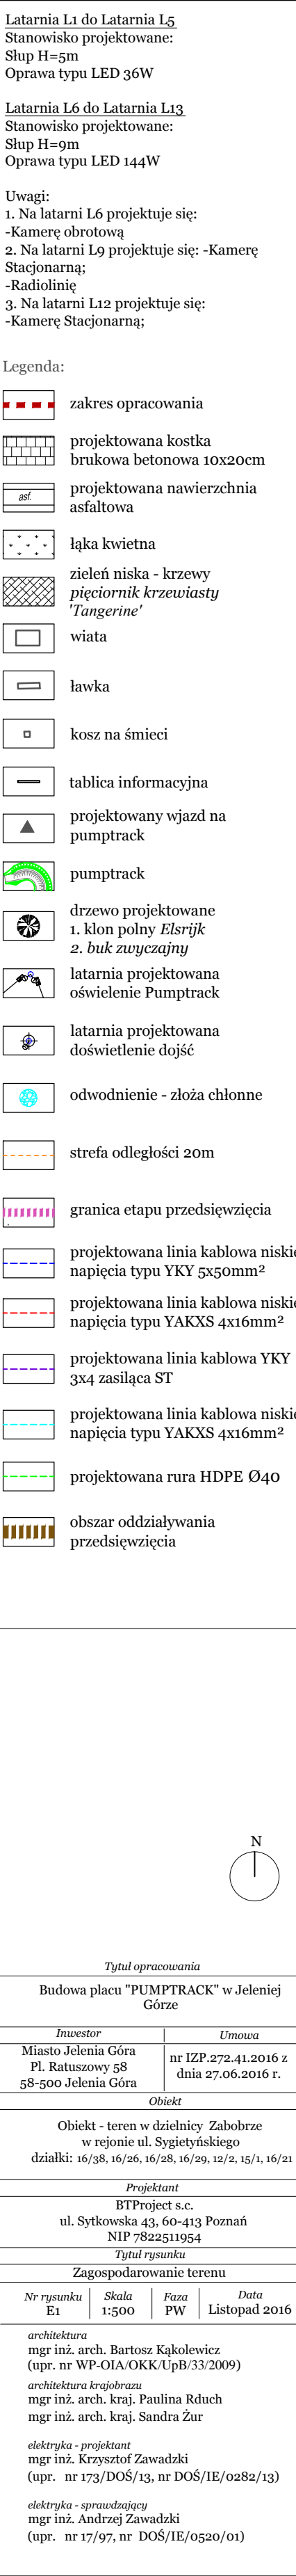 Latarnia L1 do Latarnia L5
Stanowisko projektowane:
Słup H=5m
Oprawa typu LED 36W
Latarnia L6 do Latarnia L13
Stanowisko projektowane:
Słup H=9m
Oprawa typu LED 144W
Uwagi:
1. Na latarni L6 projektuje się:
-Kamerę obrotową
2. Na latarni L9 projektuje się: -Kamerę
Stacjonarną;
-Radiolinię
3. Na latarni L12 projektuje się:
-Kamerę Stacjonarną;
Legenda:
zakres opracowania
projektowana kostka
brukowa betonowa 10x20cm
asf.
projektowana nawierzchnia
asfaltowa
łąka kwietna
zieleń niska - krzewy
pięciornik krzewiasty
'Tangerine'
wiata
ławka
kosz na śmieci
tablica informacyjna
projektowany wjazd na
pumptrack
pumptrack
drzewo projektowane
1. klon polny Elsrijk
2. buk zwyczajny
latarnia projektowana
oświelenie Pumptrack
latarnia projektowana
doświetlenie dojść
odwodnienie - złoża chłonne
strefa odległości 20m
granica etapu przedsięwzięcia
projektowana linia kablowa niskie
napięcia typu YKY 5x50mm²
projektowana linia kablowa niskie
napięcia typu YAKXS 4x16mm²
projektowana linia kablowa YKY
3x4 zasiląca ST
projektowana linia kablowa niskie
napięcia typu YAKXS 4x16mm²
projektowana rura HDPE Ø40
obszar oddziaływania
przedsięwzięcia
N
Tytuł opracowania
Budowa placu "PUMPTRACK" w Jeleniej
Górze
Inwestor Umowa
Miasto Jelenia Góra
Pl. Ratuszowy 58
58-500 Jelenia Góra
nr IZP.272.41.2016 z
dnia 27.06.2016 r.
Obiekt
Obiekt - teren w dzielnicy Zabobrze
w rejonie ul. Sygietyńskiego
działki: 16/38, 16/26, 16/28, 16/29, 12/2, 15/1, 16/21
Projektant
BTProject s.c.
ul. Sytkowska 43, 60-413 Poznań
NIP 7822511954
Tytuł rysunku
Zagospodarowanie terenu
Nr rysunku Skala Faza Data
E1 1:500 PW Listopad 2016
architektura
mgr inż. arch. Bartosz Kąkolewicz
(upr. nr WP-OIA/OKK/UpB/33/2009)
architektura krajobrazu
mgr inż. arch. kraj. Paulina Rduch
mgr inż. arch. kraj. Sandra Żur
elektryka - projektant
mgr inż. Krzysztof Zawadzki
(upr. nr 173/DOŚ/13, nr DOŚ/IE/0282/13)
elektryka - sprawdzający
mgr inż. Andrzej Zawadzki
(upr. nr 17/97, nr DOŚ/IE/0520/01)